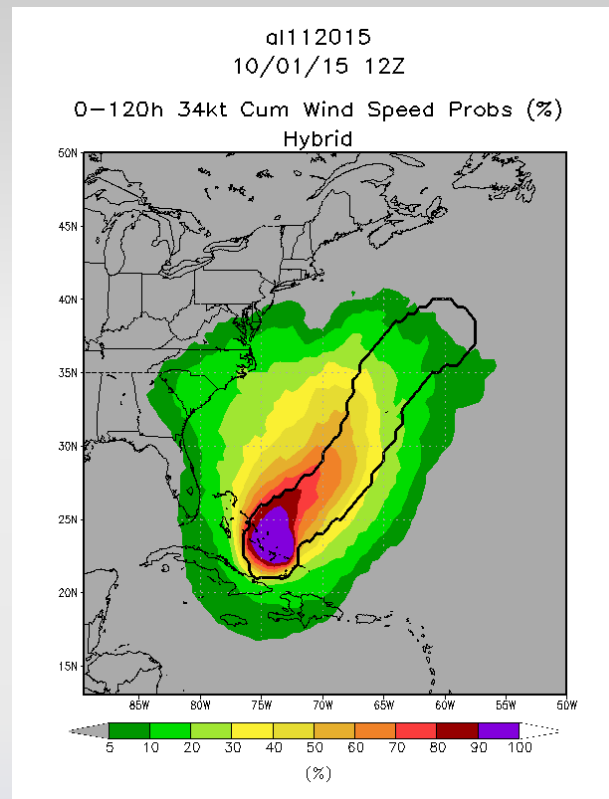 al112015
10/01/15 12Z
0-120h 34kt Cum Wind Speed Probs (%)
Hybrid
50N
45N
40N
35N
30N
25N
20N
15N
85W 80W 75W 70W 65W 60W 55W 50W
5 10 20 30 40 50 60 70 80 90 100
(%)